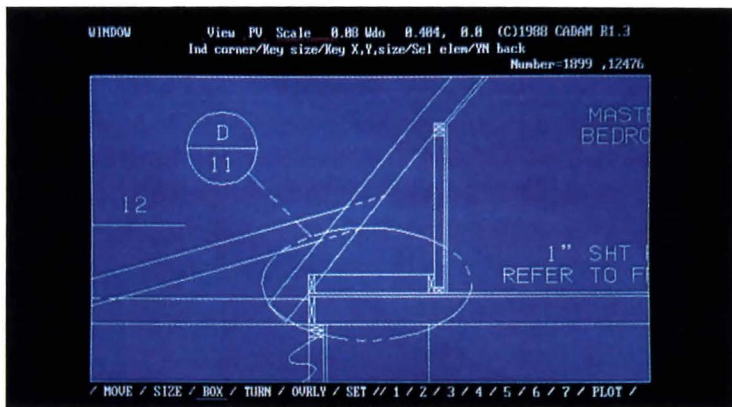 WINDOW View PV Scale 0.08 Wdo 0.404, 0.0 (C)1988 CADAM R1.3
Ind corner/Key size/Key X,Y,size/Sel elem/YN back
Number=1899 ,12476
MASTE
BEDRO
D
11
12
1" SHT
REFER TO F
/ MOVE / SIZE / BOX / TURN / OVRLY / SET // 1 / 2 / 3 / 4 / 5 / 6 / 7 / PLOT /